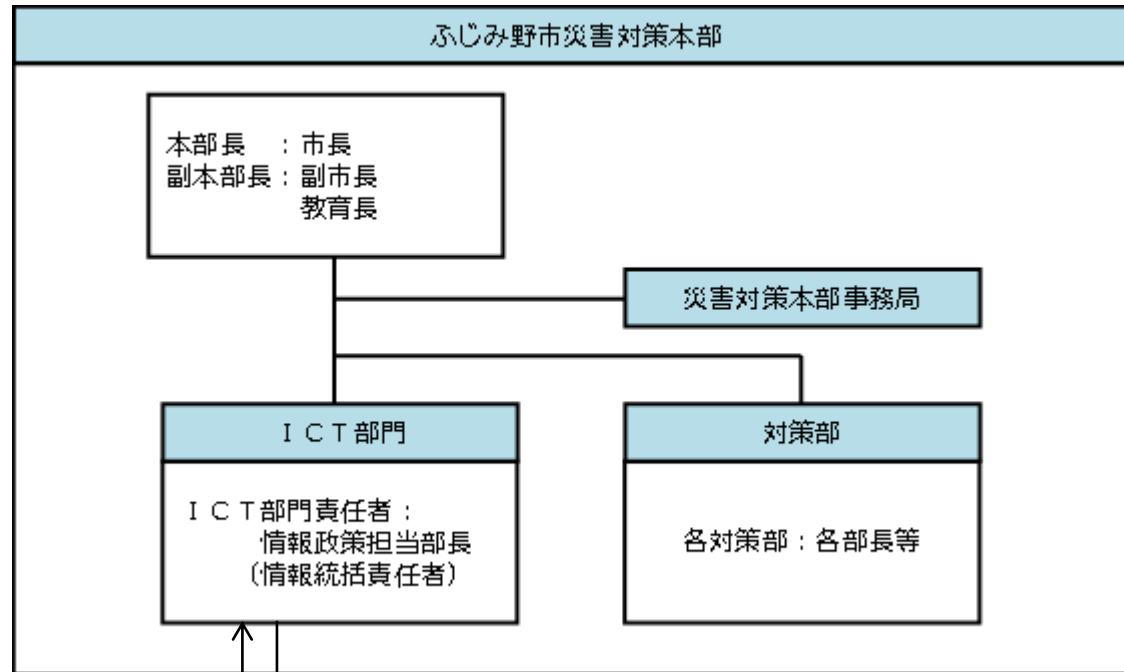 ふじみ野市災害対策本部
本部長　：市長
副本部長：副市長
教育長
災害対策本部事務局
ＩＣＴ部門
ＩＣＴ部門責任者：
情報政策担当部長
（情報統括責任者）
対策部
各対策部：各部長等